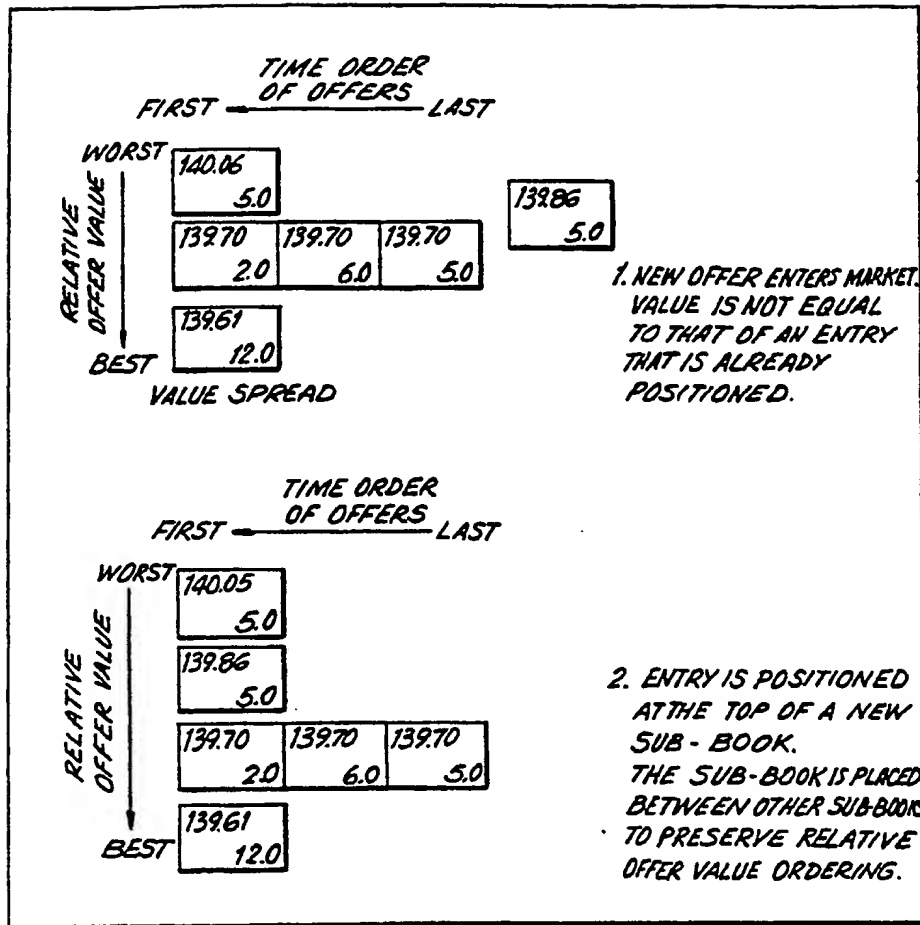 TIME ORDER
OF OFFERS
FIRST LAST
WORST
RELATIVE
OFFER VALUE
140.06
5.0
139.86
5.0
139.70 139.70 139.70
2.0 6.0 5.0
139.61
12.0
BEST
VALUE SPREAD
1. NEW OFFER ENTERS MARKET.
VALUE IS NOT EQUAL
TO THAT OF AN ENTRY
THAT IS ALREADY
POSITIONED.
TIME ORDER
OF OFFERS
FIRST LAST
WORST
RELATIVE
OFFER VALUE
140.05
5.0
139.86
5.0
139.70 139.70 139.70
2.0 6.0 5.0
139.61
12.0
BEST
2. ENTRY IS POSITIONED
AT THE TOP OF A NEW
SUB-BOOK.
THE SUB-BOOK IS PLACED
BETWEEN OTHER SUB-BOOKS
TO PRESERVE RELATIVE
OFFER VALUE ORDERING.